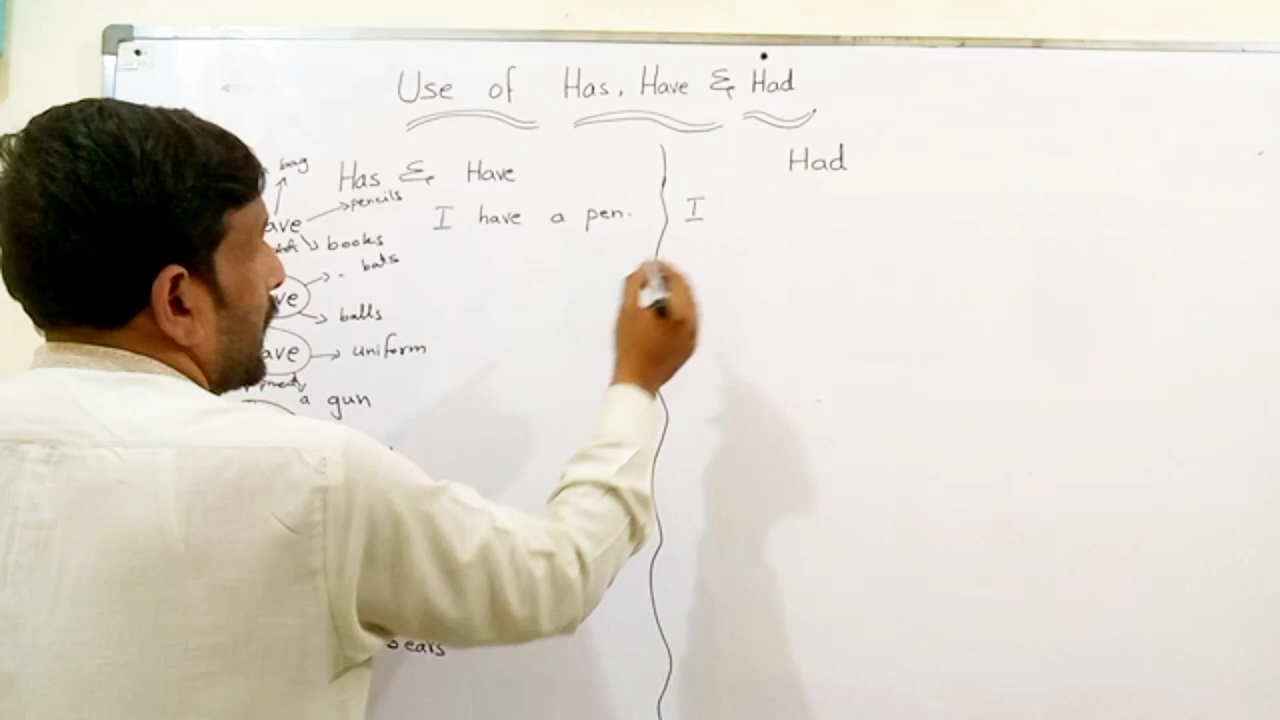 Use of Has, Have & Had
Has & Have
Had
I have a pen.
I
bag
ave
pencils
books
bats
ve
balls
ave
uniform
a gun
ears